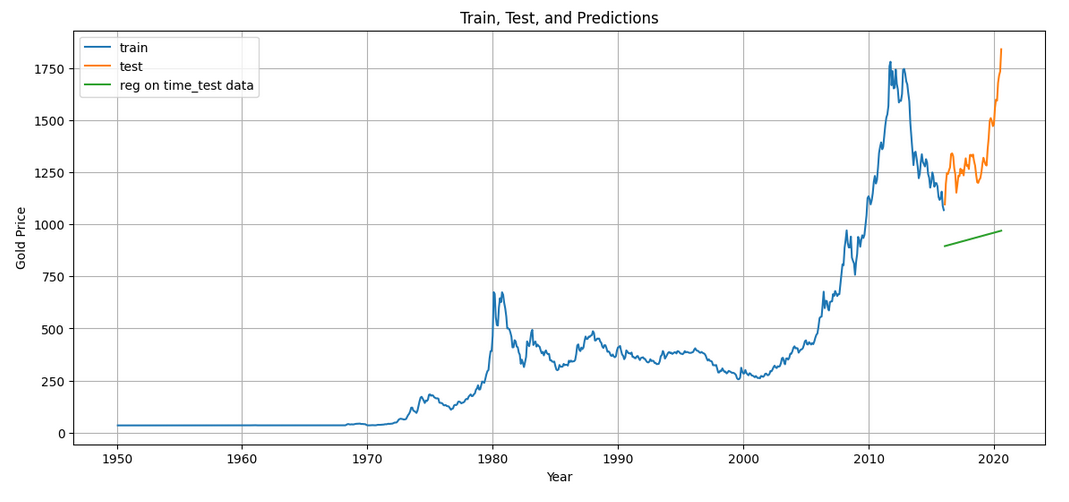 Train, Test, and Predictions
train
test
reg on time_test data
Gold Price
1750
1500
1250
1000
750
500
250
0
1950 1960 1970 1980 1990 2000 2010 2020
Year